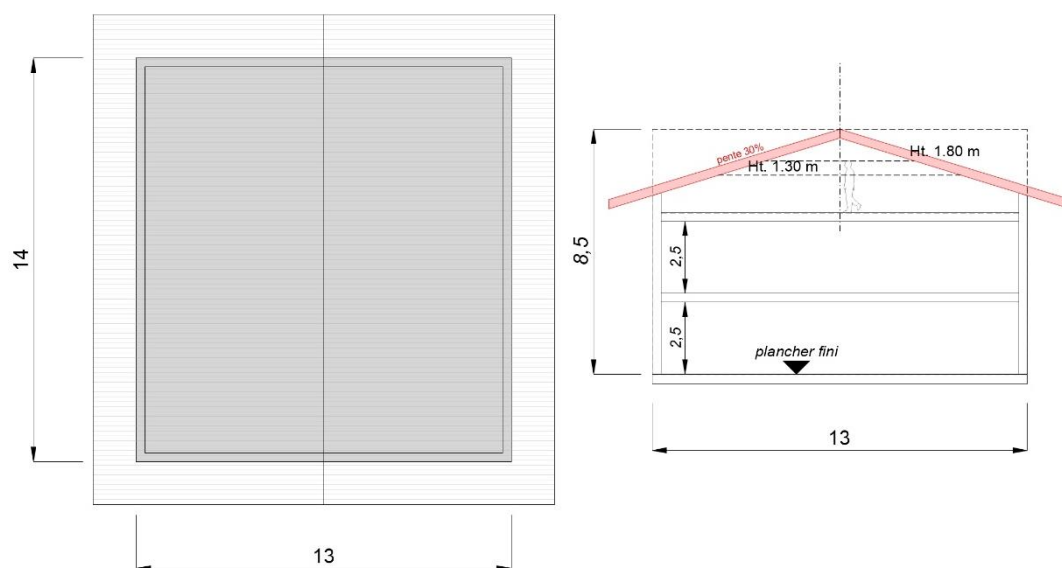 14
13
pente 30%
Ht. 1.80 m
Ht. 1.30 m
8,5
2,5
2,5
plancher fini
13